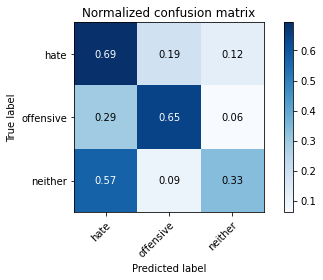 Normalized confusion matrix
True label
hate
0.69 0.19 0.12
offensive
0.29 0.65 0.06
neither
0.57 0.09 0.33
hate offensive neither
Predicted label
0.6
0.5
0.4
0.3
0.2
0.1